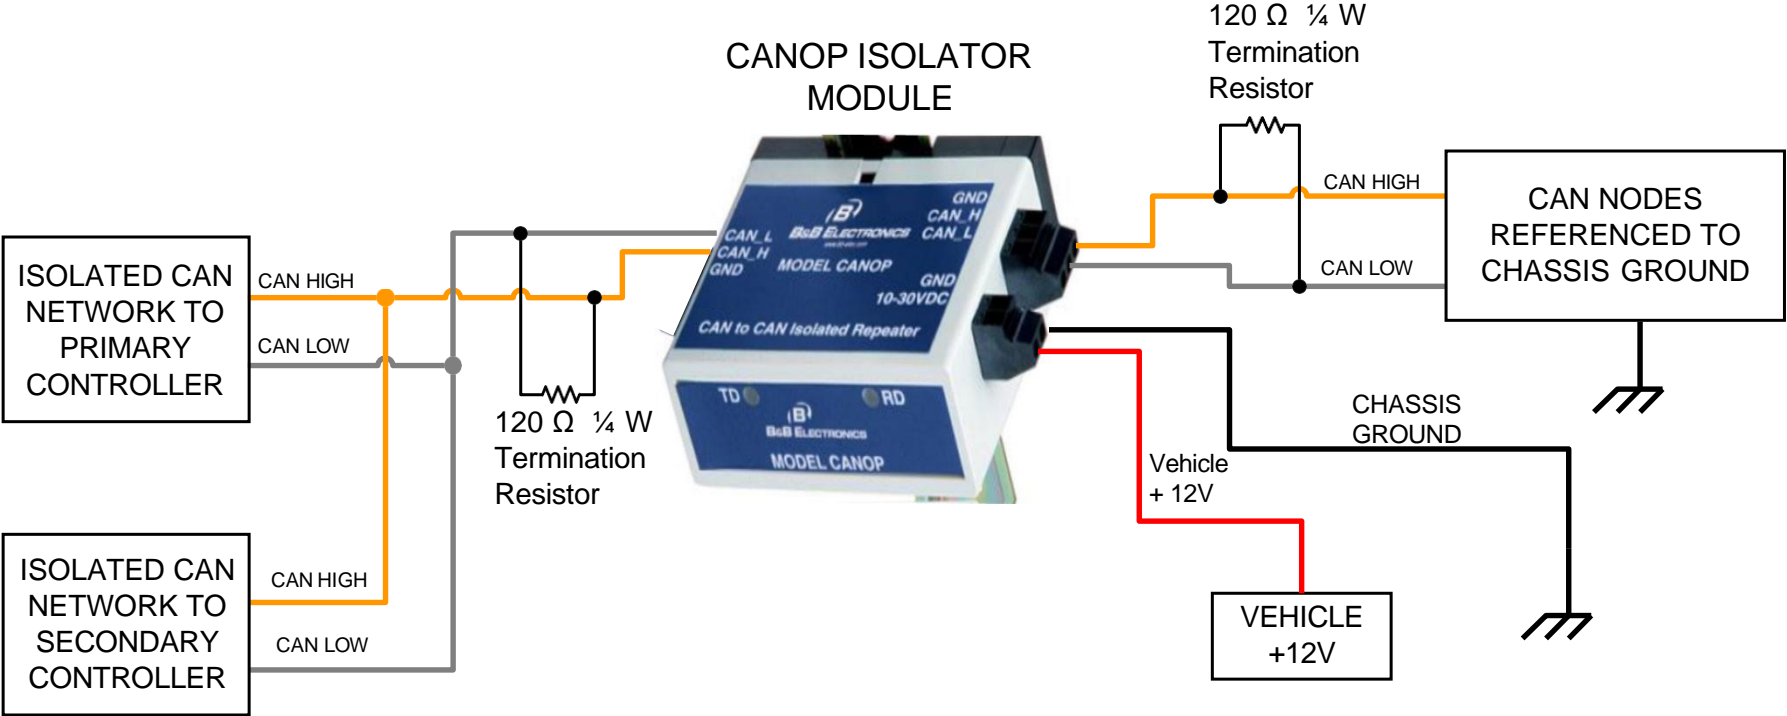 120 Ω ¼ W
Termination
Resistor
CANOP ISOLATOR
MODULE
GND
CAN_H
CAN_L
B
B&B ELECTRONICS
CAN_L
CAN_H
GND
MODEL CANOP
GND
10-30VDC
CAN to CAN Isolated Repeater
TD
RD
B
B&B ELECTRONICS
MODEL CANOP
CAN HIGH
CAN LOW
CAN NODES
REFERENCED TO
CHASSIS GROUND
ISOLATED CAN
NETWORK TO
PRIMARY
CONTROLLER
CAN HIGH
CAN LOW
120 Ω ¼ W
Termination
Resistor
CHASSIS
GROUND
Vehicle
+ 12V
ISOLATED CAN
NETWORK TO
SECONDARY
CONTROLLER
CAN HIGH
CAN LOW
VEHICLE
+12V